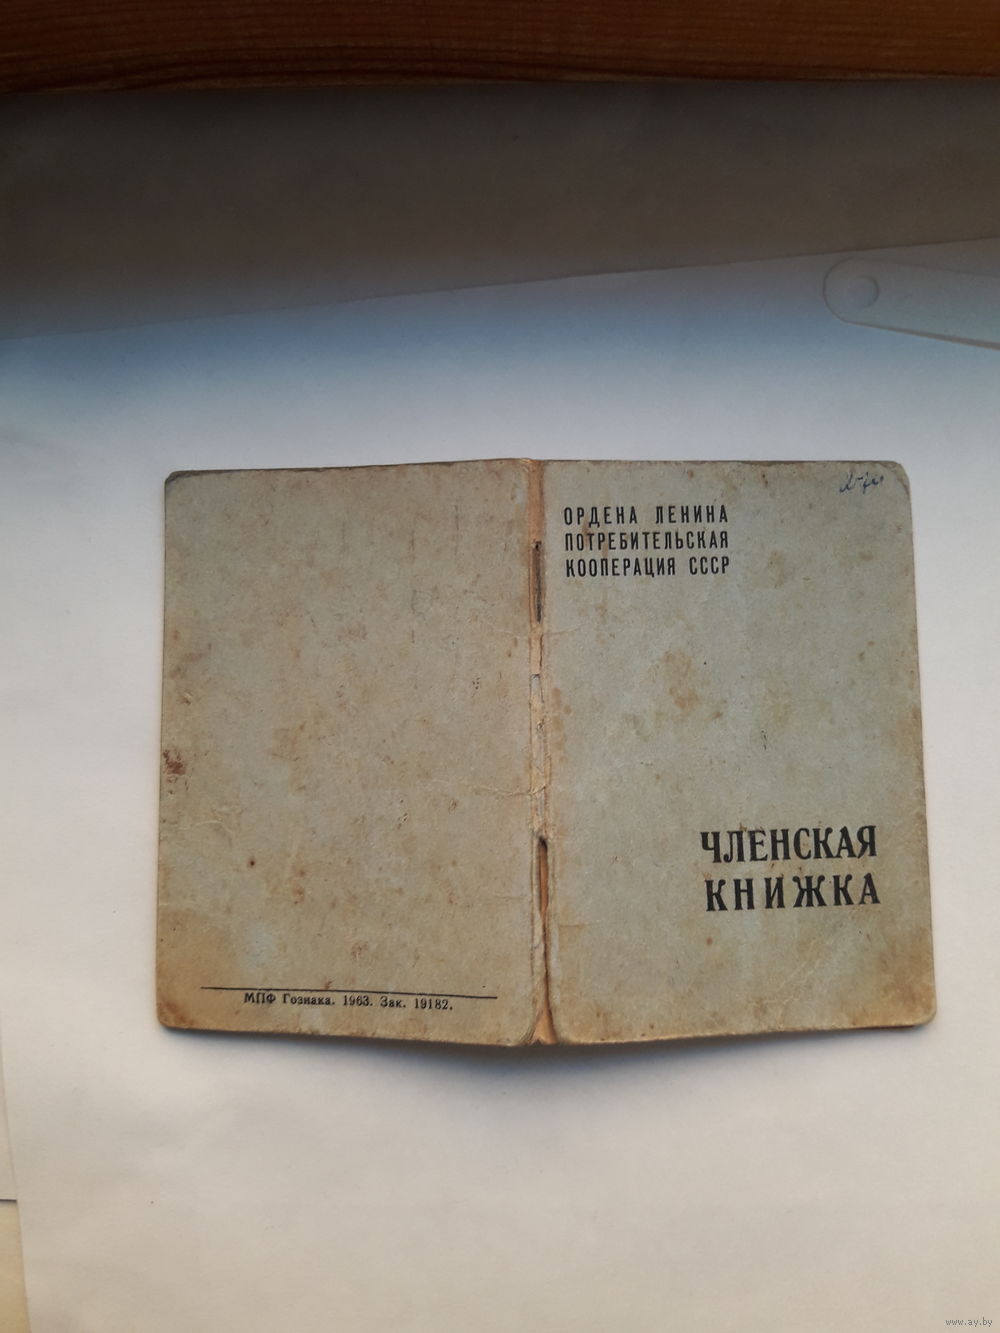 ОРДЕНА ЛЕНИНА
ПОТРЕБИТЕЛЬСКАЯ
КООПЕРАЦИЯ СССР
ЧЛЕНСКАЯ
КНИЖКА
МПФ Гознака. 1963. Зак. 19182.
www.ay.by